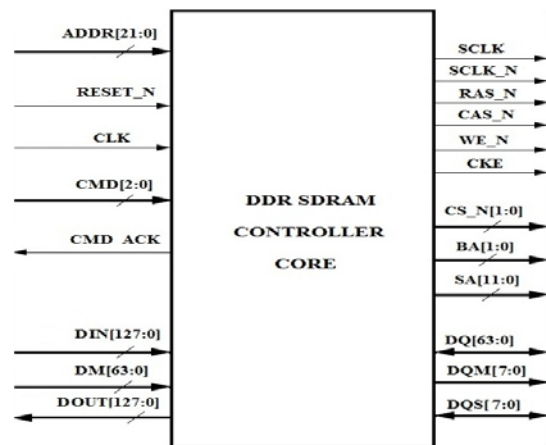 ADDR[21:0]
RESET_N
CLK
CMD[2:0]
CMD ACK
DIN[127:0]
DM[63:0]
DOUT[127:0]
DDR SDRAM
CONTROLLER
CORE
SCLK
SCLK_N
RAS_N
CAS_N
WE_N
CKE
CS_N[1:0]
BA[1:0]
SA[11:0]
DQ[63:0]
DQM[7:0]
DQS[7:0]